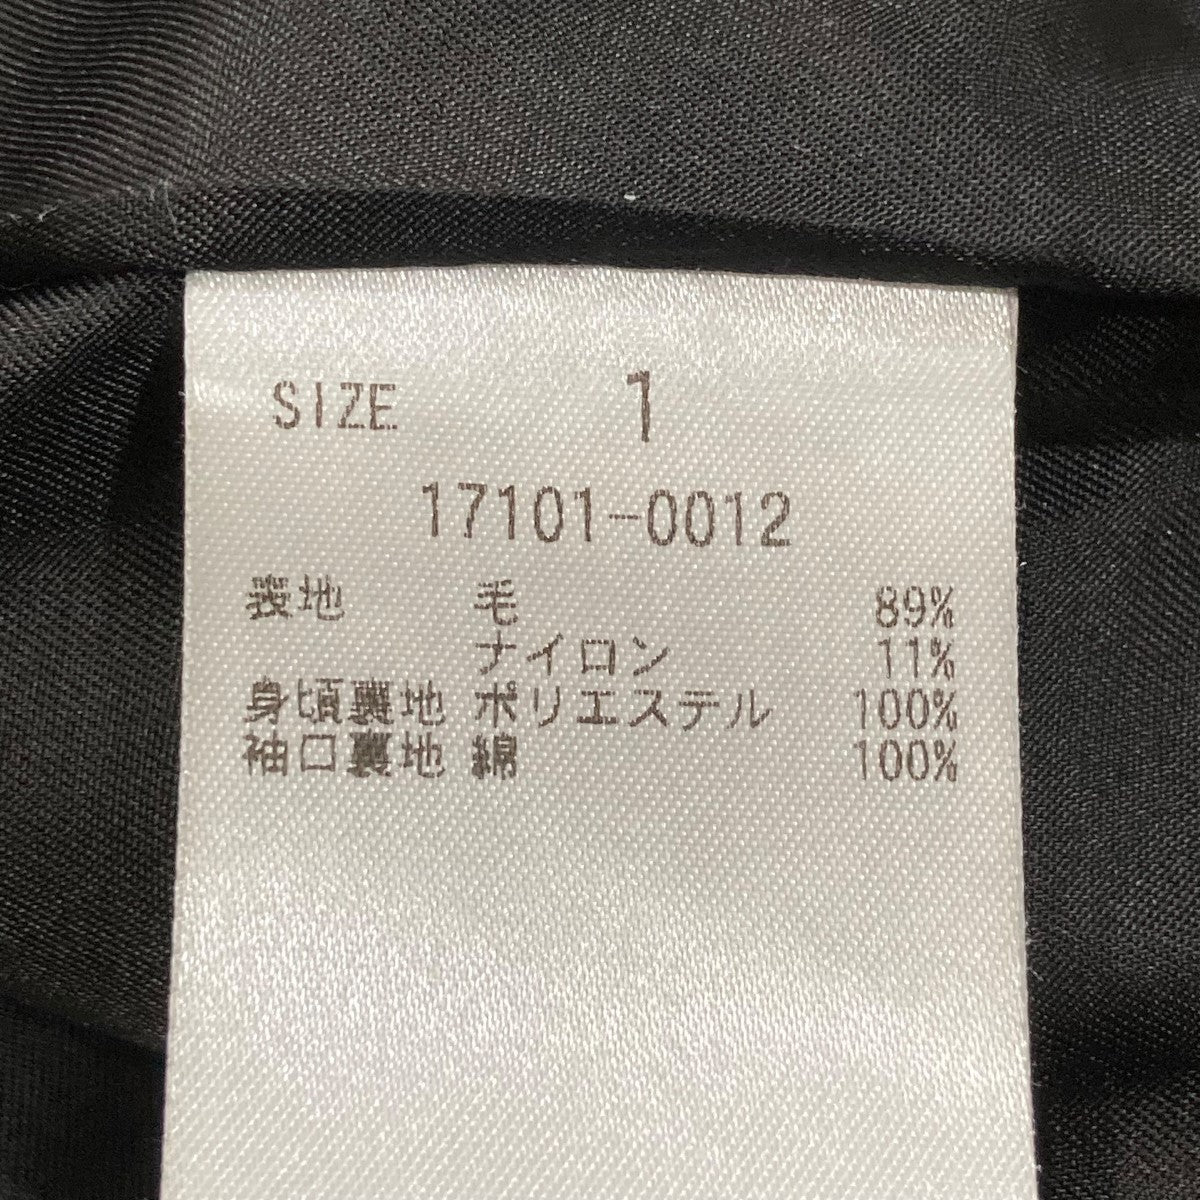 SIZE 1
17101-0012
表地 毛 89%
ナイロン 11%
身頃裏地 ポリエステル 100%
袖口裏地 綿 100%